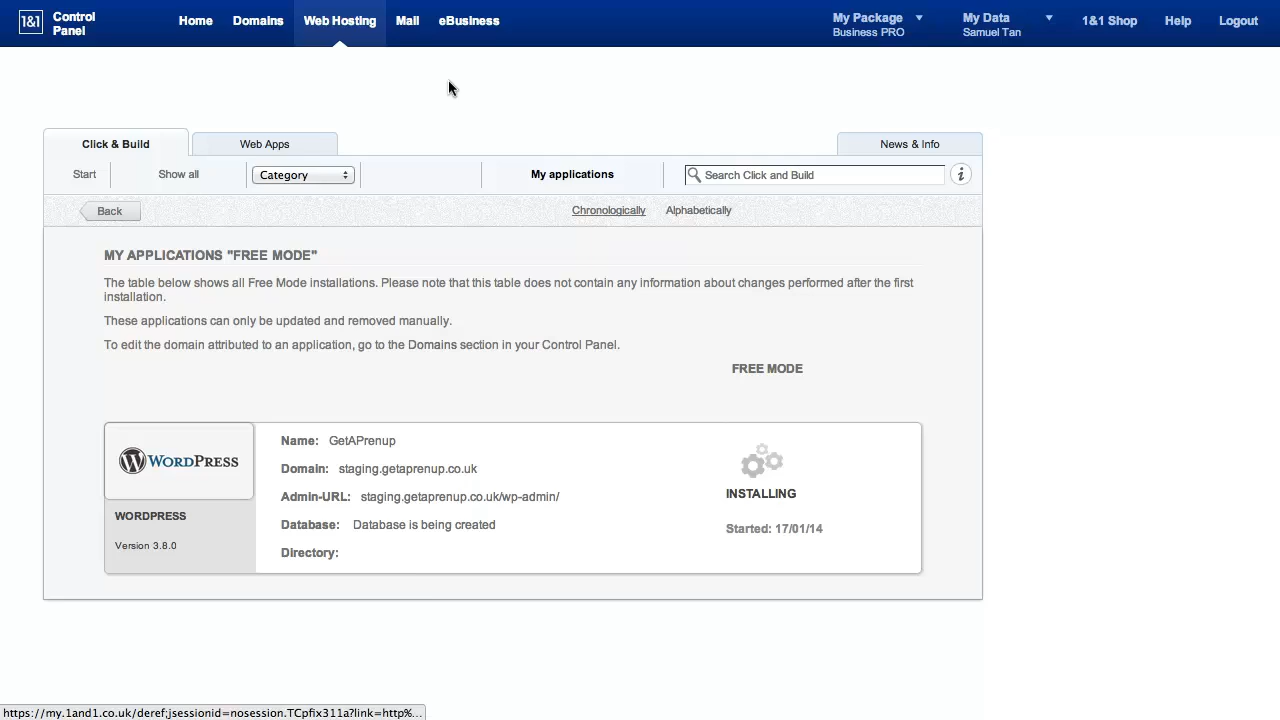 1&1 Control Panel
Home Domains Web Hosting Mail eBusiness
My Package My Data 1&1 Shop Help Logout
Business PRO Samuel Tan
Click & Build Web Apps News & Info
Start Show all Category My applications Search Click and Build i
Back Chronologically Alphabetically
MY APPLICATIONS "FREE MODE"
The table below shows all Free Mode installations. Please note that this table does not contain any information about changes performed after the first
installation.
These applications can only be updated and removed manually.
To edit the domain attributed to an application, go to the Domains section in your Control Panel.
FREE MODE
WORDPRESS
WORDPRESS
Version 3.8.0
Name: GetAPrenup
Domain: staging.getaprenup.co.uk
Admin-URL: staging.getaprenup.co.uk/wp-admin/
Database: Database is being created
Directory:
INSTALLING
Started: 17/01/14
https://my.1and1.co.uk/deref;jsessionid=nosession.TCpfix311a?link=http%...